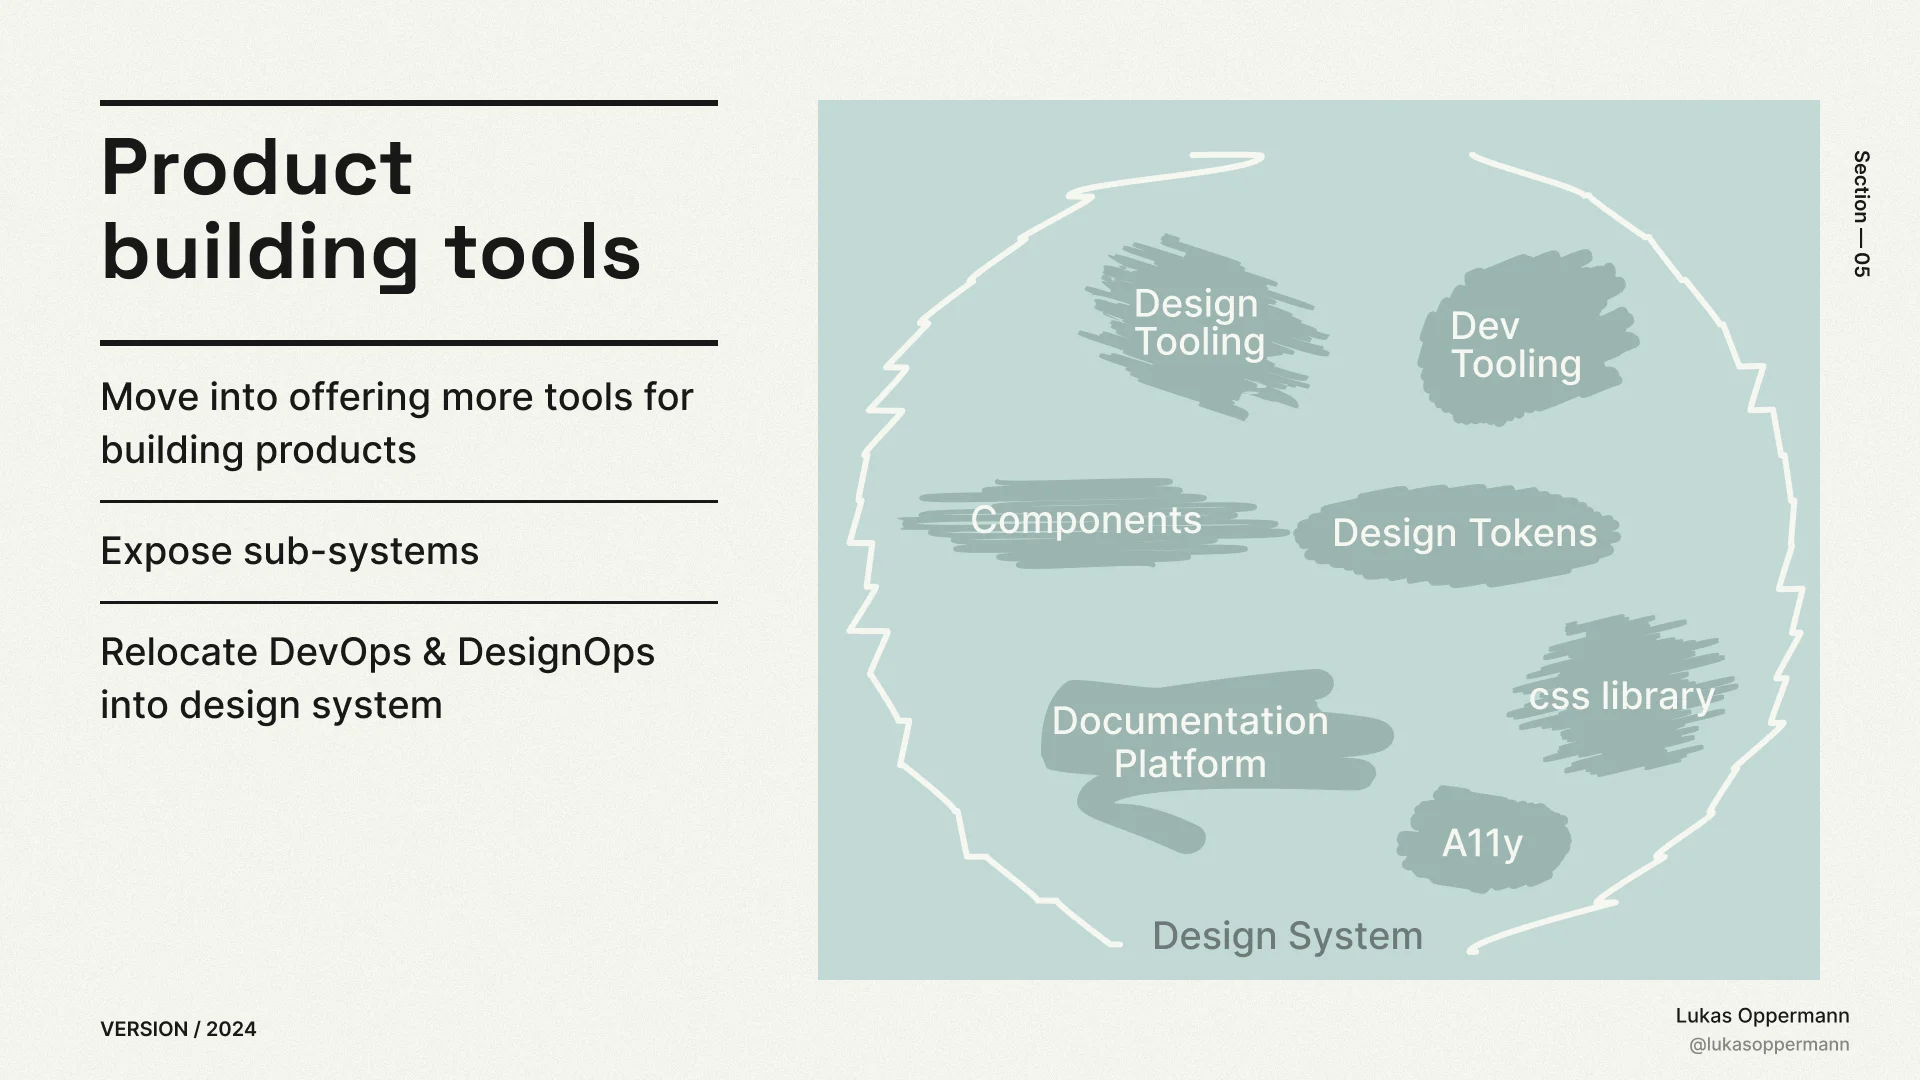 Product
building tools
Move into offering more tools for
building products
Expose sub-systems
Relocate DevOps & DesignOps
into design system
Design
Tooling
Dev
Tooling
Components
Design Tokens
css library
Documentation
Platform
A11y
Design System
Section — 05
VERSION / 2024
Lukas Oppermann
@lukasoppermann